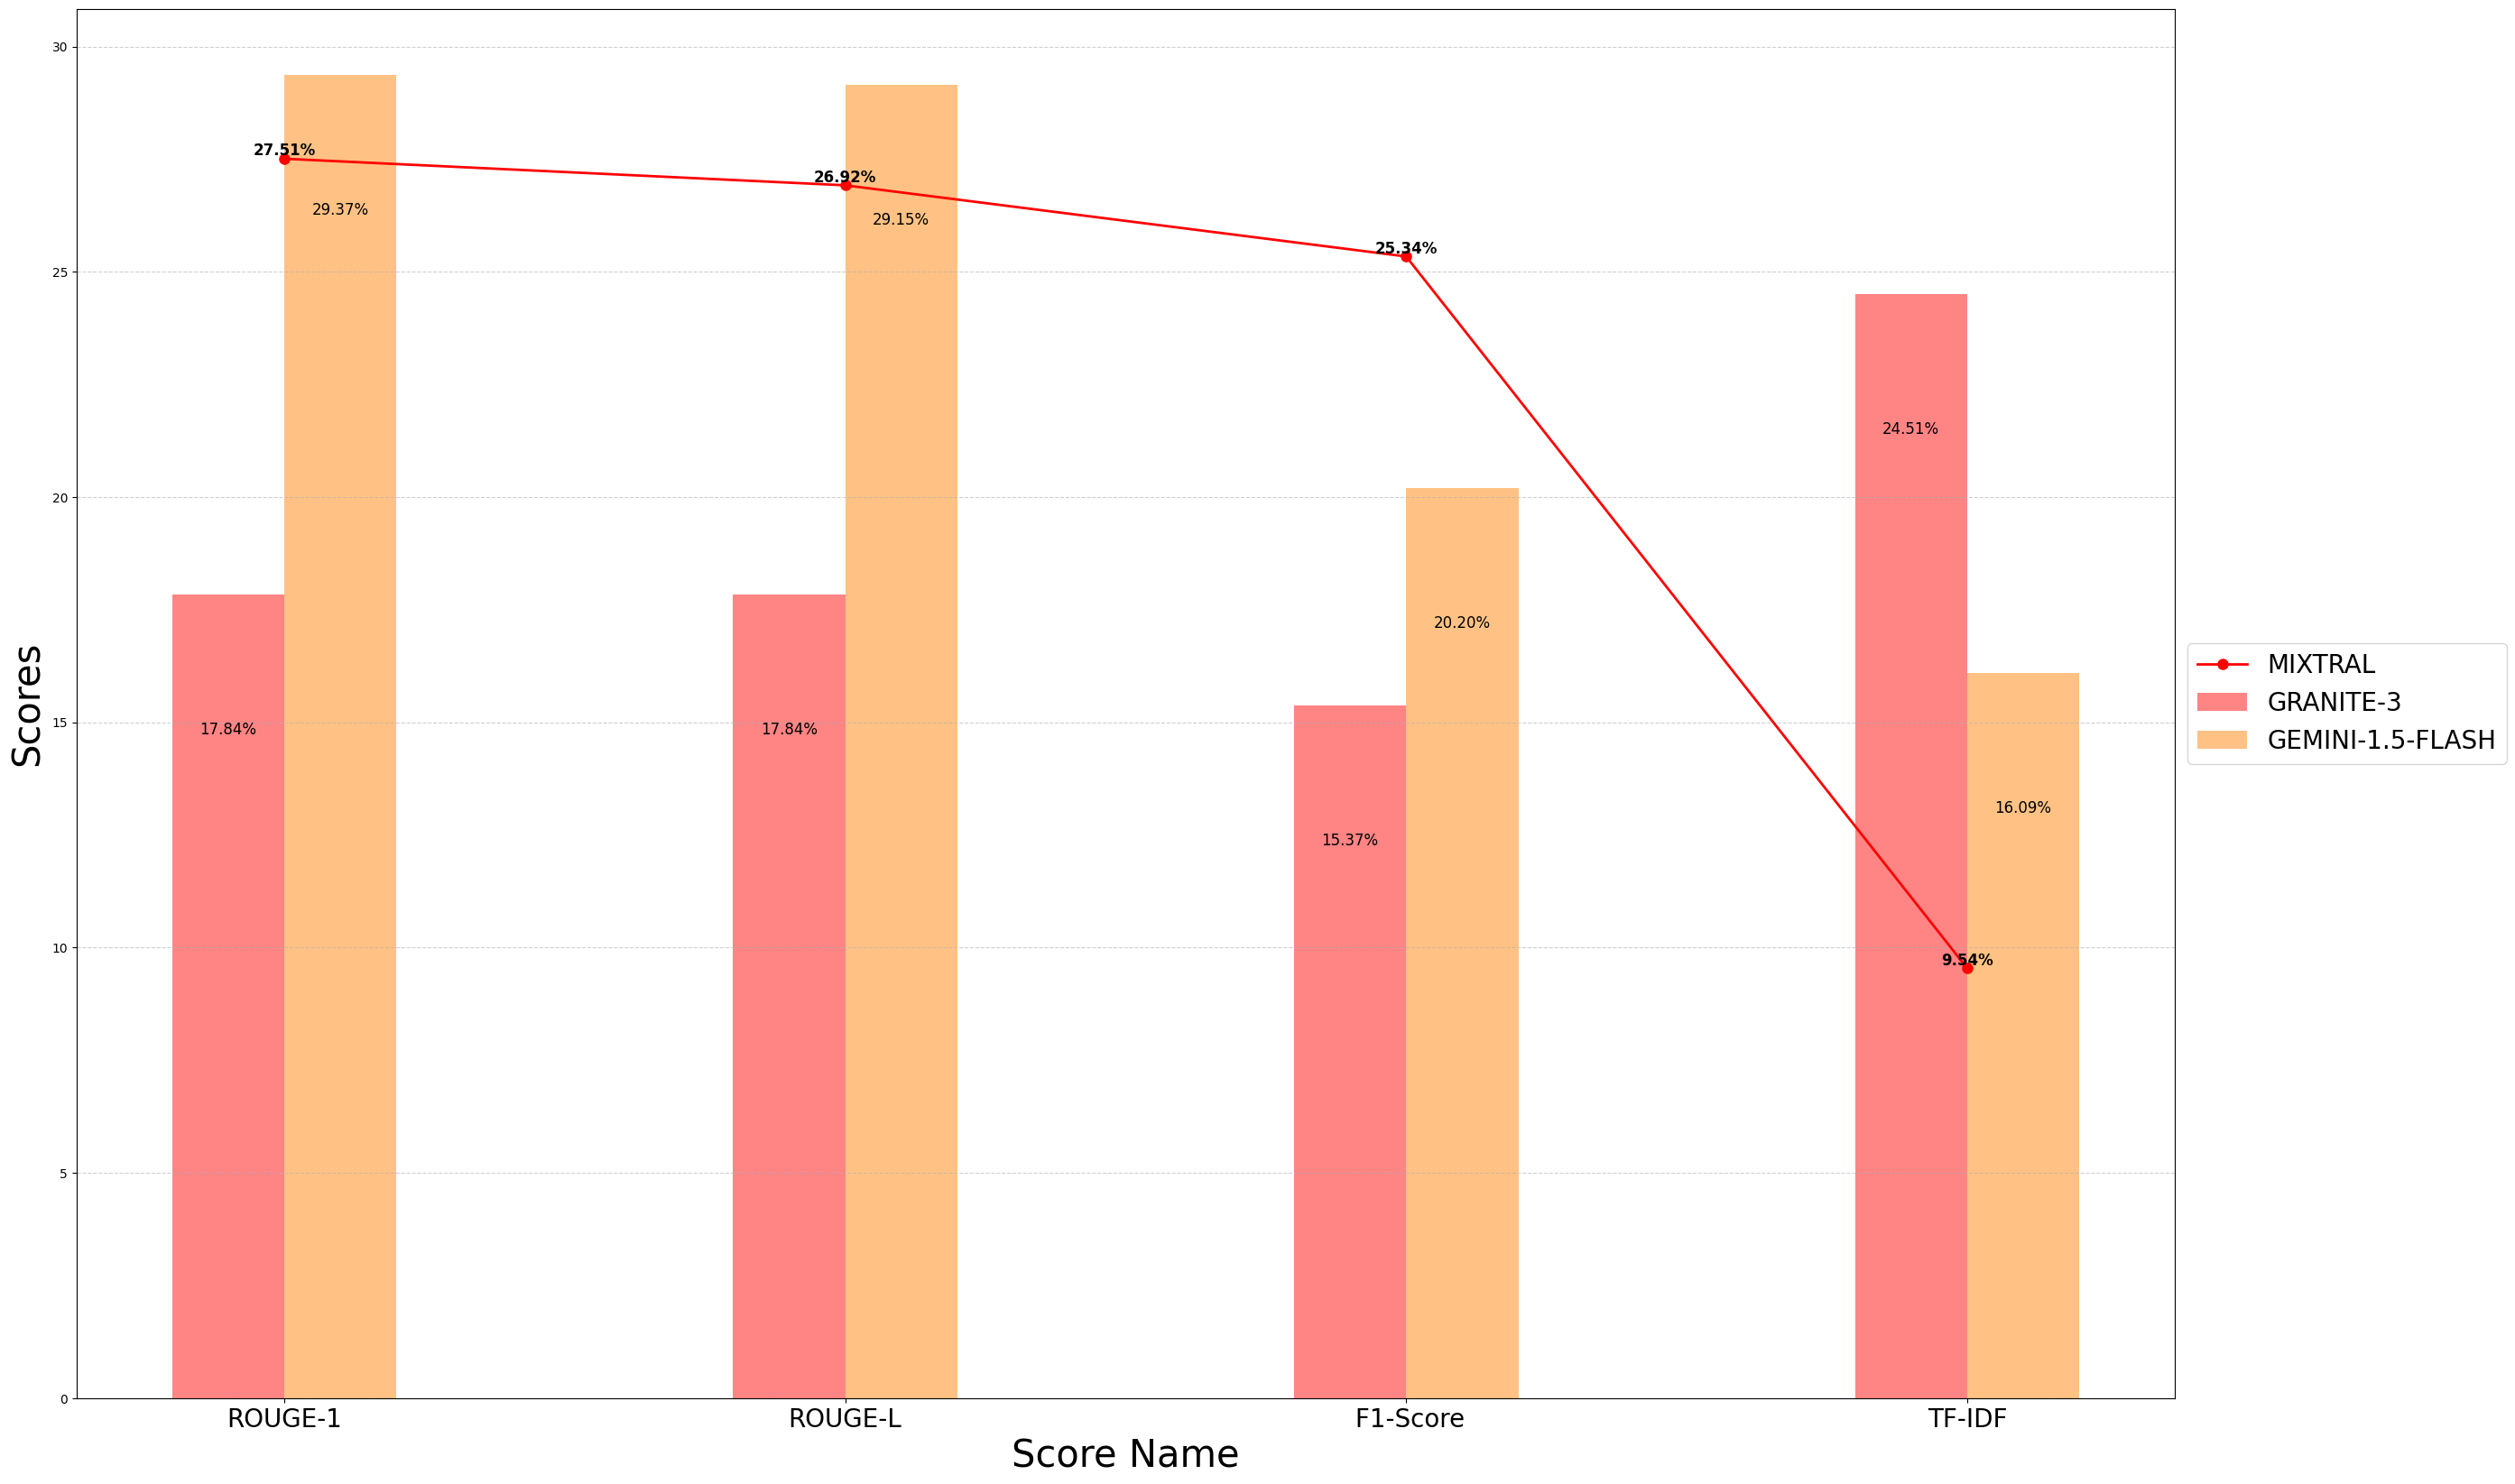 30
25
20
15
10
5
0
Scores
27.51%
29.37%
17.84%
26.92%
29.15%
17.84%
25.34%
20.20%
15.37%
24.51%
16.09%
9.54%
ROUGE-1
ROUGE-L
F1-Score
TF-IDF
Score Name
MIXTRAL
GRANITE-3
GEMINI-1.5-FLASH